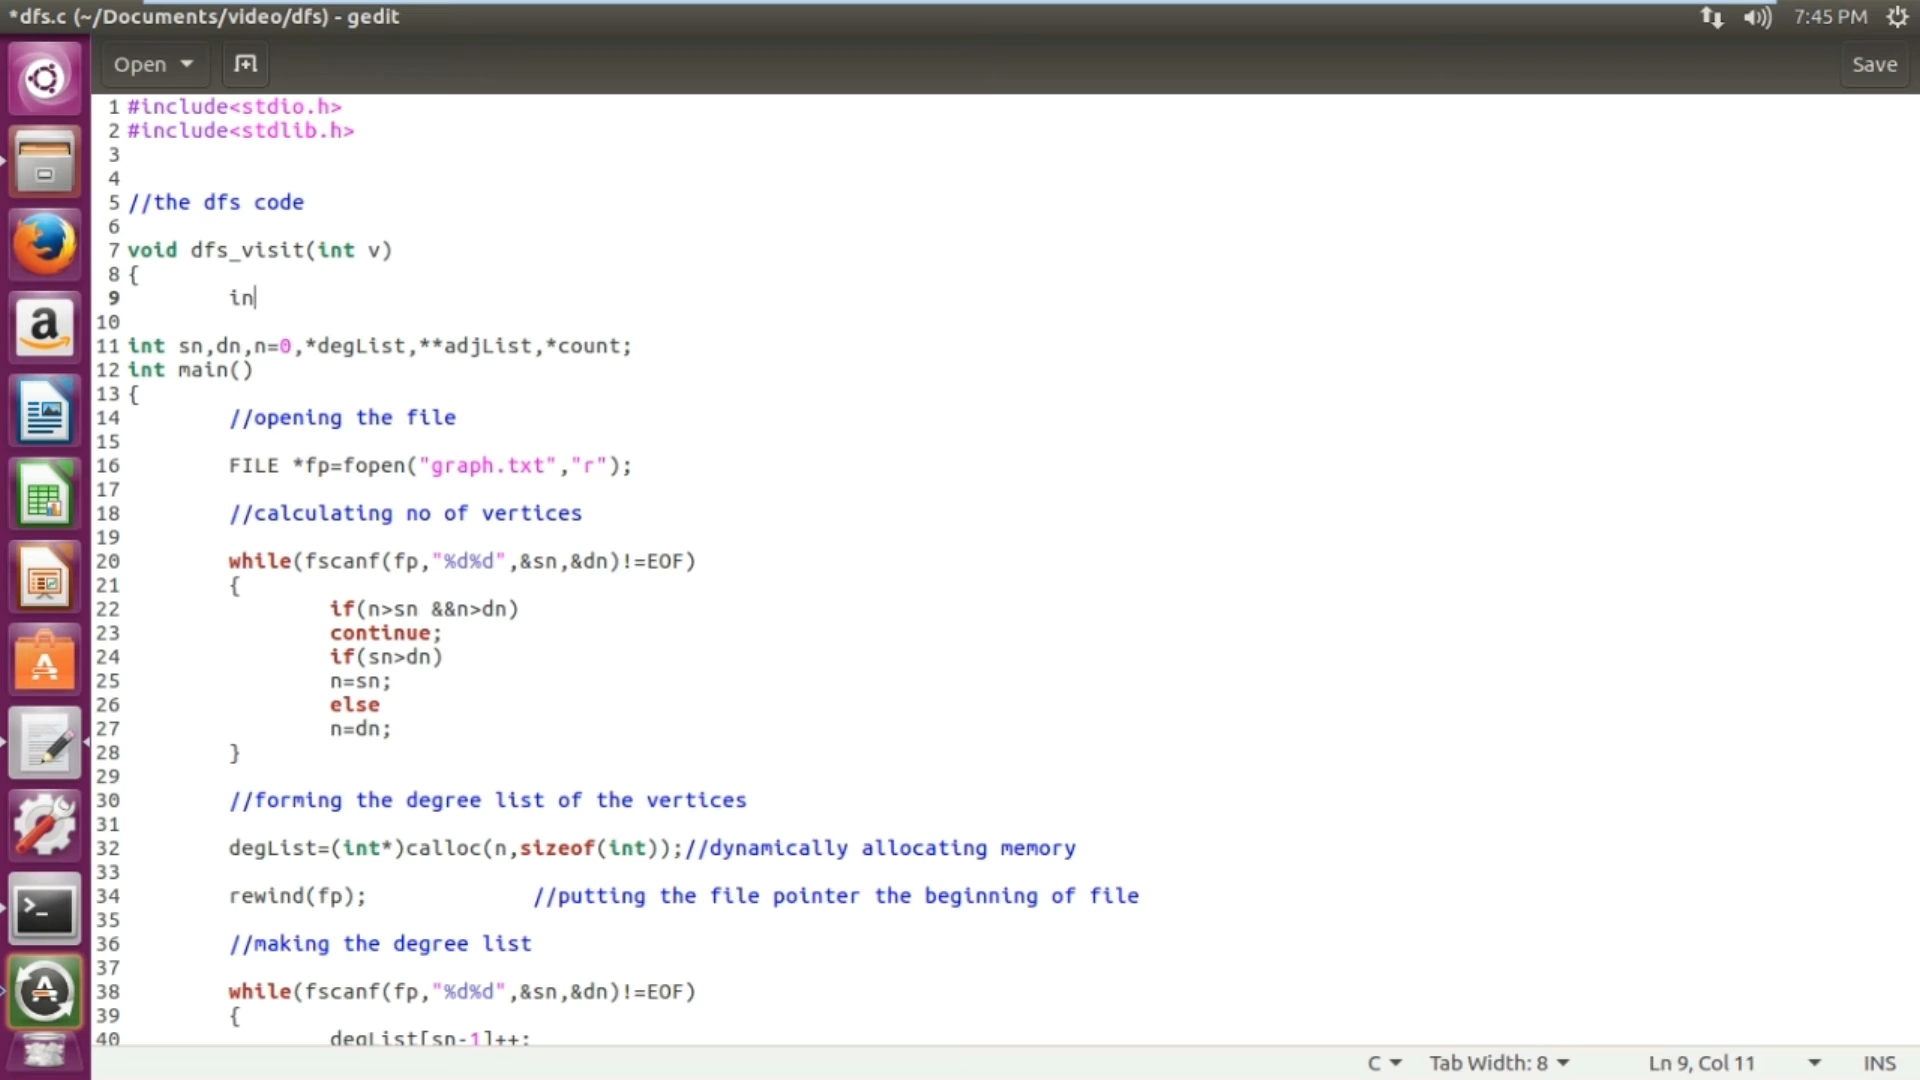 *dfs.c (~/Documents/video/dfs) - gedit
7:45 PM
Open
Save
1 #include<stdio.h>
2 #include<stdlib.h>
3
4
5 //the dfs code
6
7 void dfs_visit(int v)
8 {
9 in
10
11 int sn,dn,n=0,*degList,**adjList,*count;
12 int main()
13 {
14 //opening the file
15
16 FILE *fp=fopen("graph.txt","r");
17
18 //calculating no of vertices
19
20 while(fscanf(fp,"%d%d",&sn,&dn)!=EOF)
21 {
22 if(n>sn &&n>dn)
23 continue;
24 if(sn>dn)
25 n=sn;
26 else
27 n=dn;
28 }
29
30 //forming the degree list of the vertices
31
32 degList=(int*)calloc(n,sizeof(int));//dynamically allocating memory
33
34 rewind(fp); //putting the file pointer the beginning of file
35
36 //making the degree list
37
38 while(fscanf(fp,"%d%d",&sn,&dn)!=EOF)
39 {
40 degList[sn-1]++;
C Tab Width: 8 Ln 9, Col 11 INS